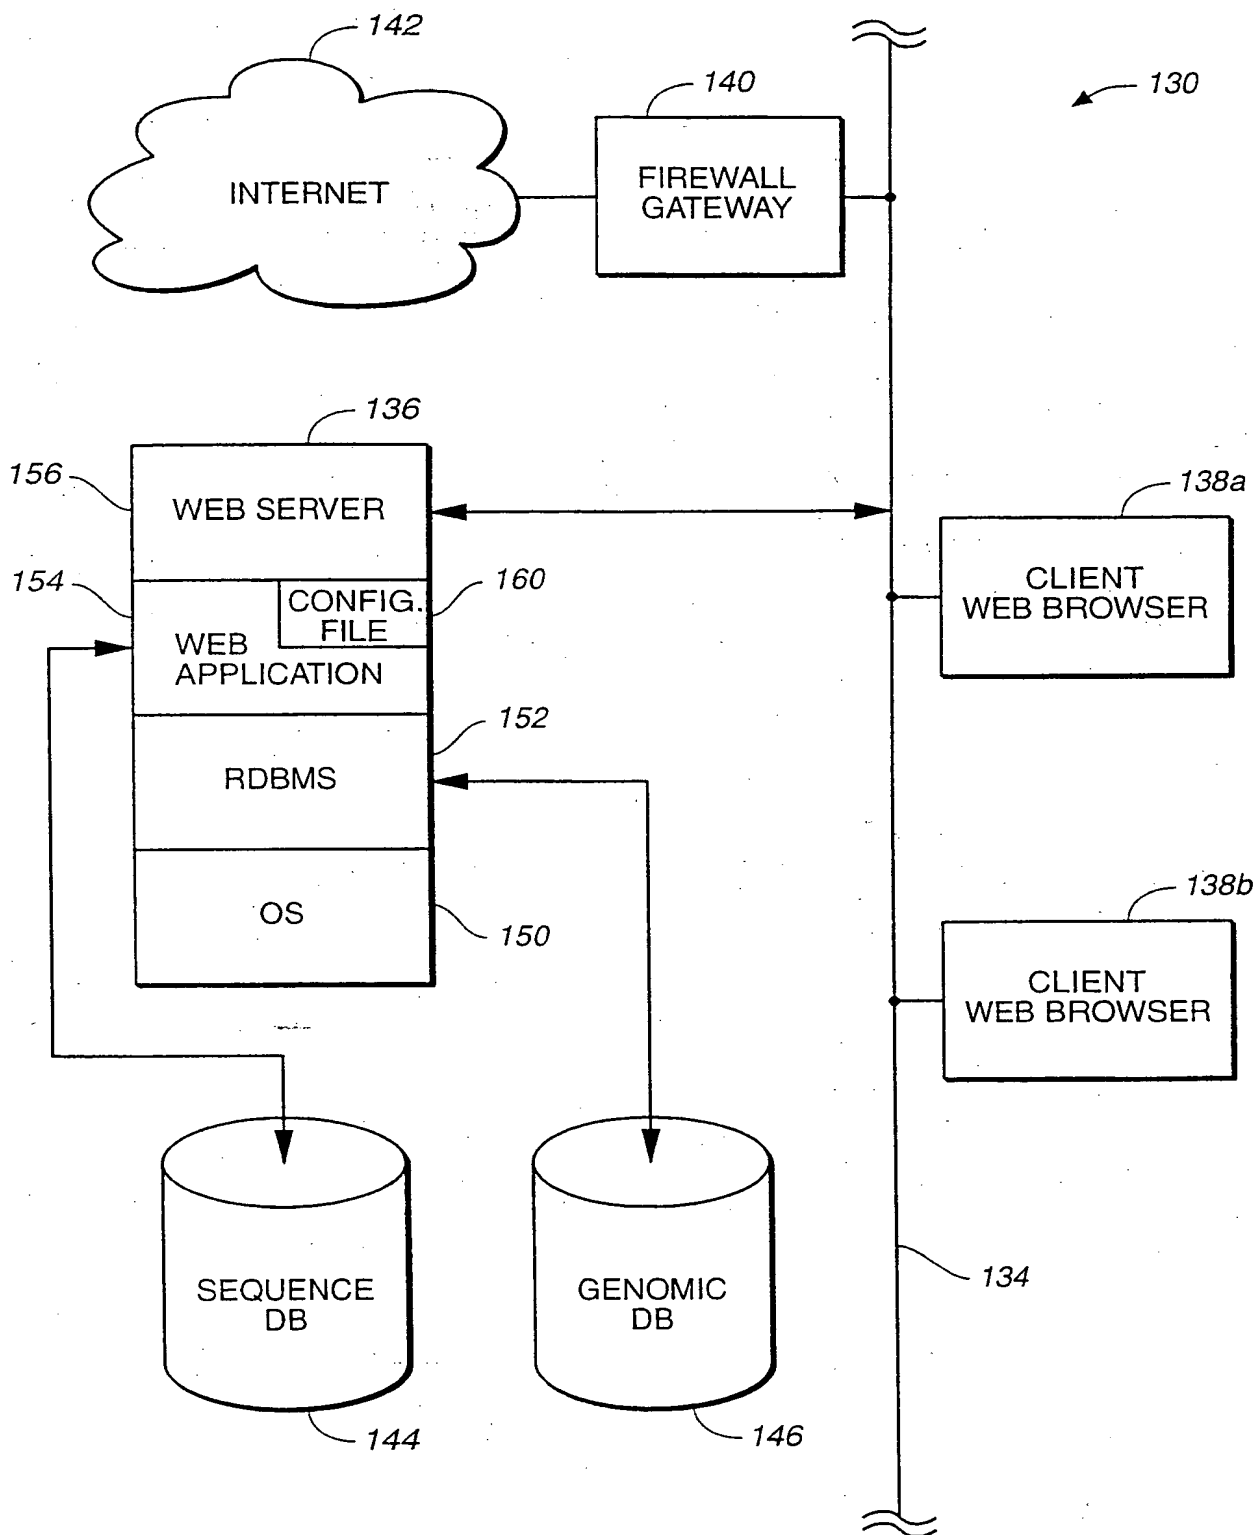 142
140
130
INTERNET
FIREWALL
GATEWAY
136
156
WEB SERVER
138a
154
CONFIG.
FILE
160
WEB
APPLICATION
CLIENT
WEB BROWSER
152
RDBMS
138b
OS
150
CLIENT
WEB BROWSER
SEQUENCE
DB
GENOMIC
DB
134
144
146